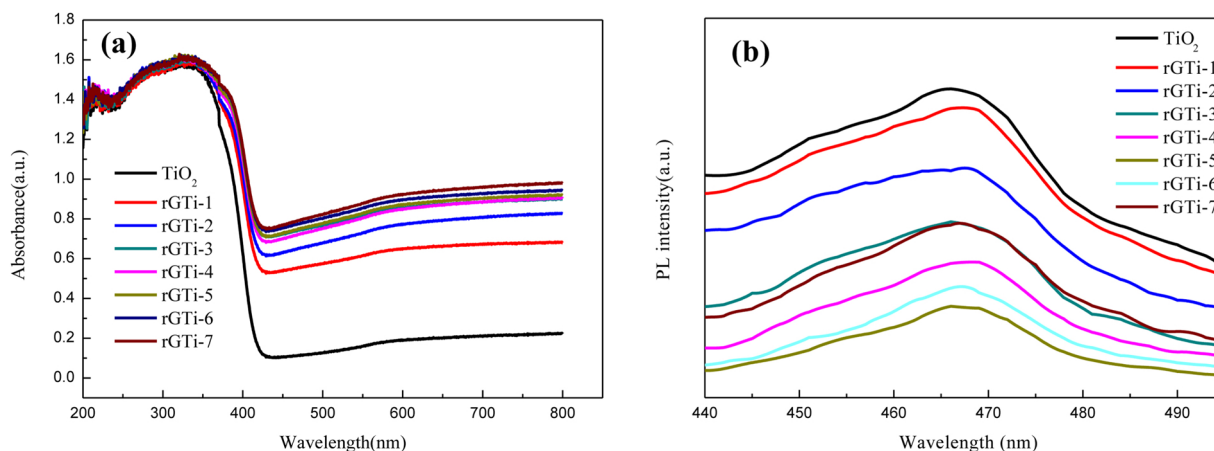 (a)
Absorbance(a.u.)
1.8
1.6
1.4
1.2
1.0
0.8
0.6
0.4
0.2
0.0
TiO2
rGTi-1
rGTi-2
rGTi-3
rGTi-4
rGTi-5
rGTi-6
rGTi-7
200 300 400 500 600 700 800
Wavelength(nm)
(b)
PL intensity(a.u.)
TiO2
rGTi-1
rGTi-2
rGTi-3
rGTi-4
rGTi-5
rGTi-6
rGTi-7
440 450 460 470 480 490
Wavelength (nm)